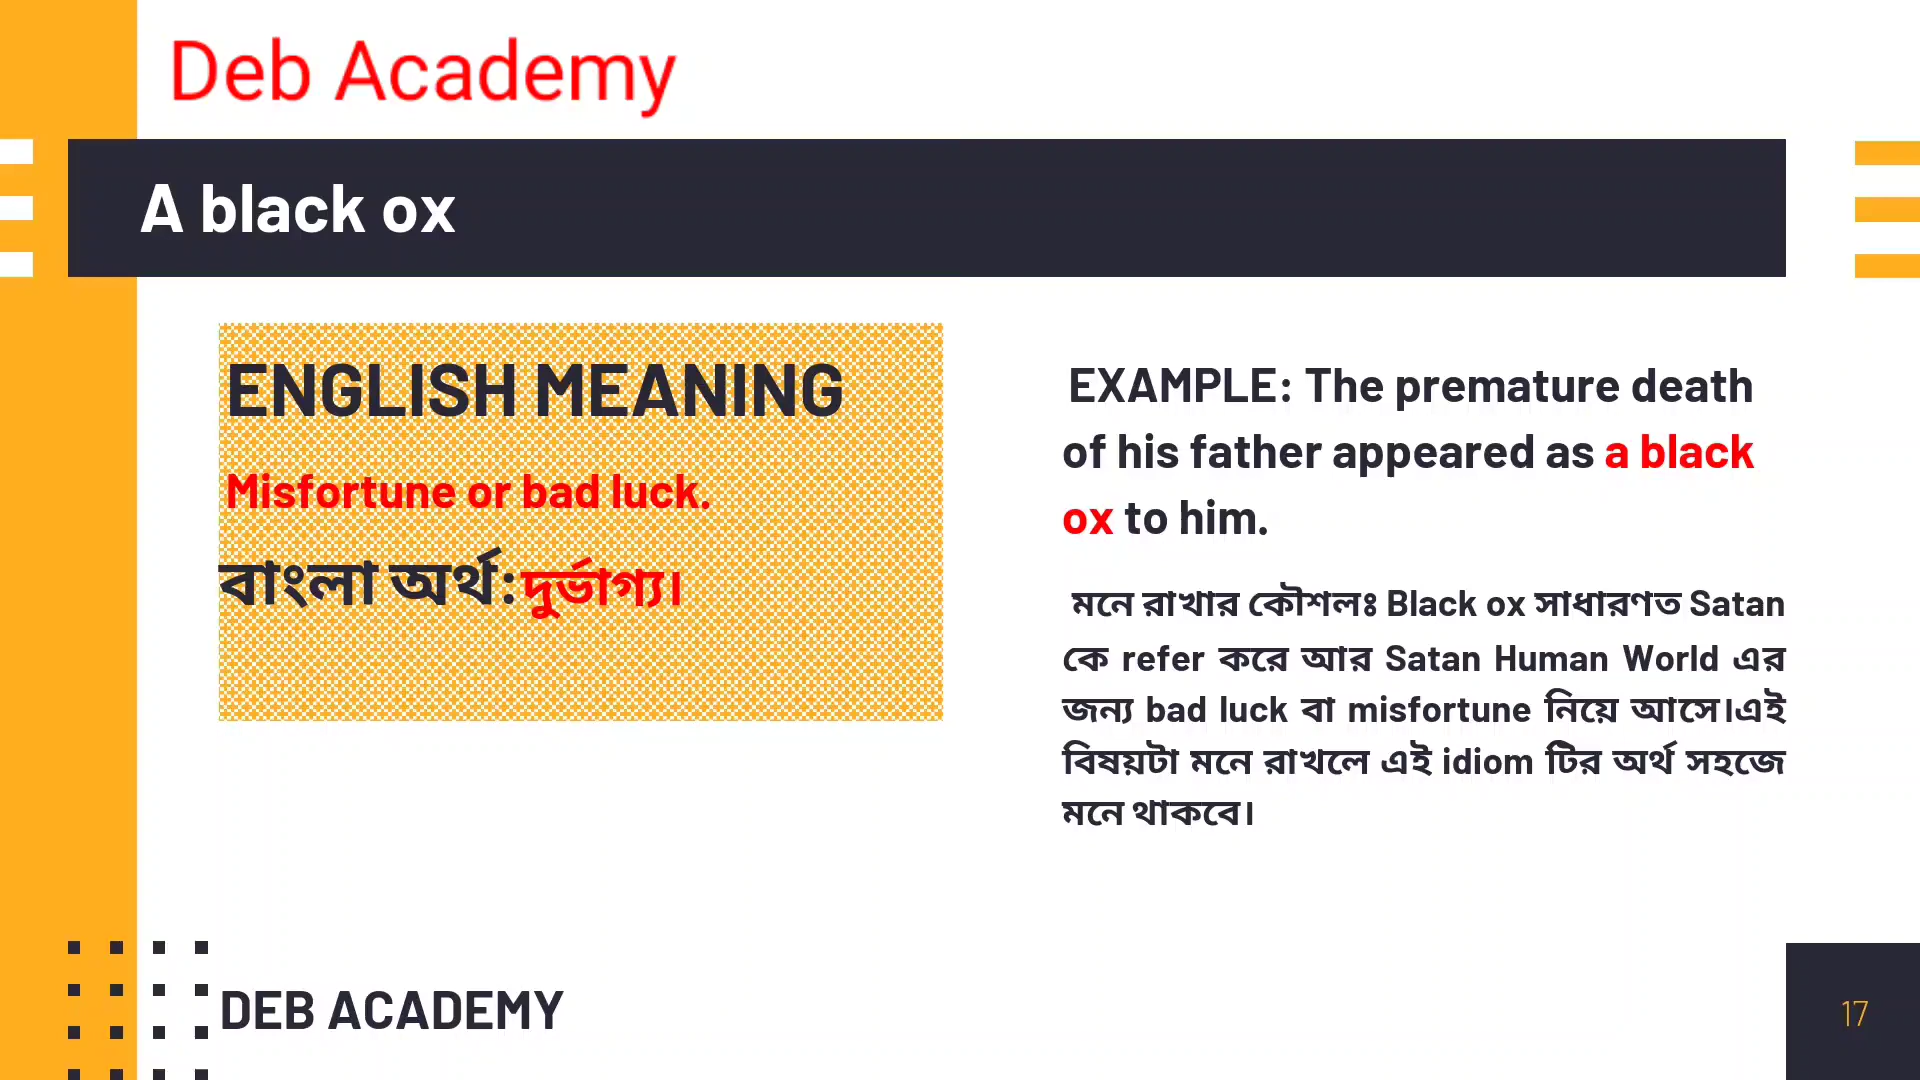 Deb Academy
A black ox
ENGLISH MEANING
Misfortune or bad luck.
বাংলা অর্থ:দুর্ভাগ্য।
EXAMPLE: The premature death
of his father appeared as a black
ox to him.
মনে রাখার কৌশলঃ Black ox সাধারণত Satan
কে refer করে আর Satan Human World এর
জন্য bad luck বা misfortune নিয়ে আসে।এই
বিষয়টা মনে রাখলে এই idiom টির অর্থ সহজে
মনে থাকবে।
DEB ACADEMY
17